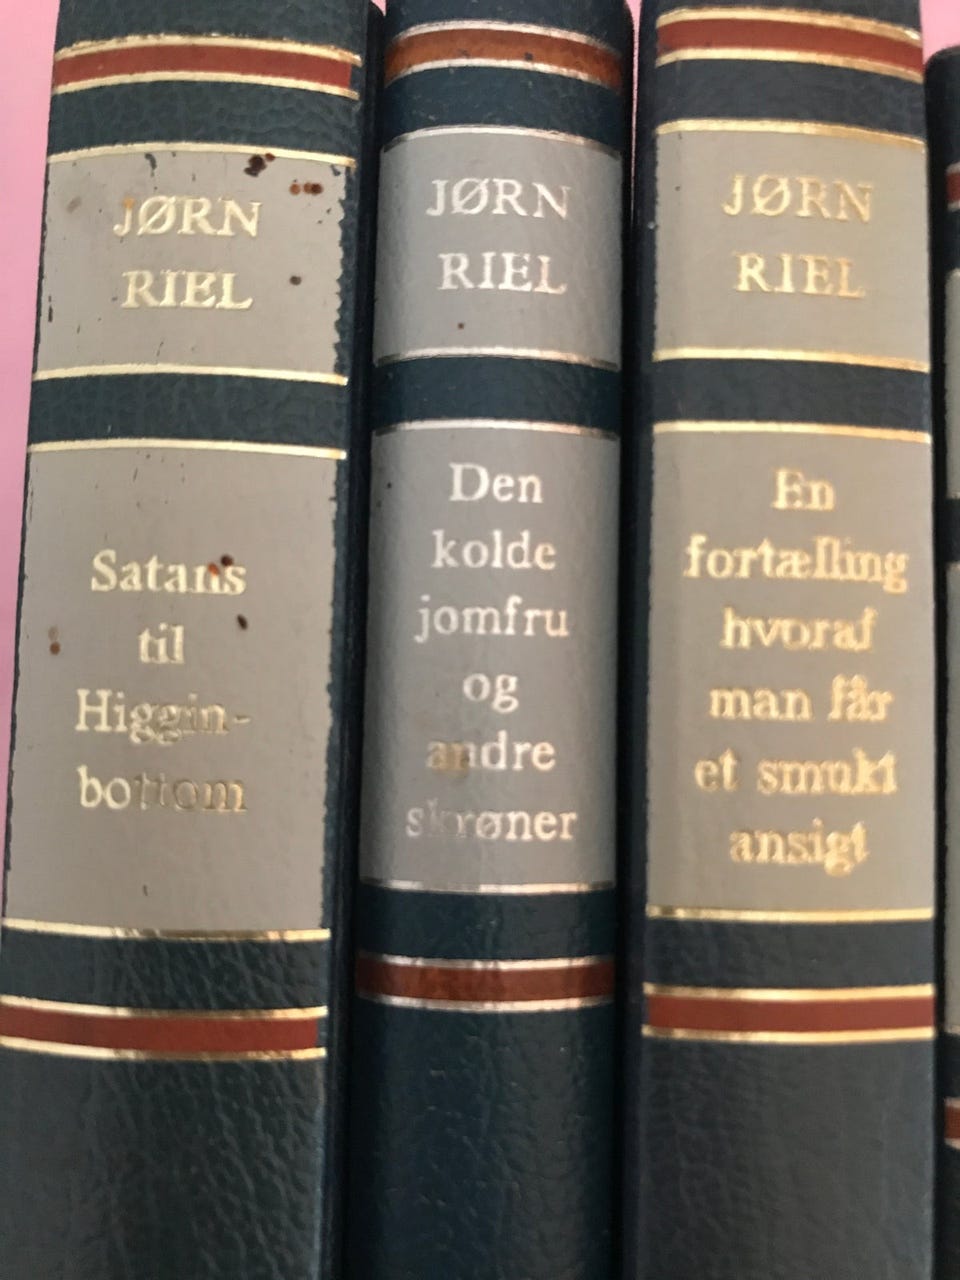 JØRN
RIEL
Satans
til
Higgin-
bottom
JØRN
RIEL
Den
kolde
jomfru
og
andre
skrøner
JØRN
RIEL
En
fortælling
hvoraf
man får
et smukt
ansigt